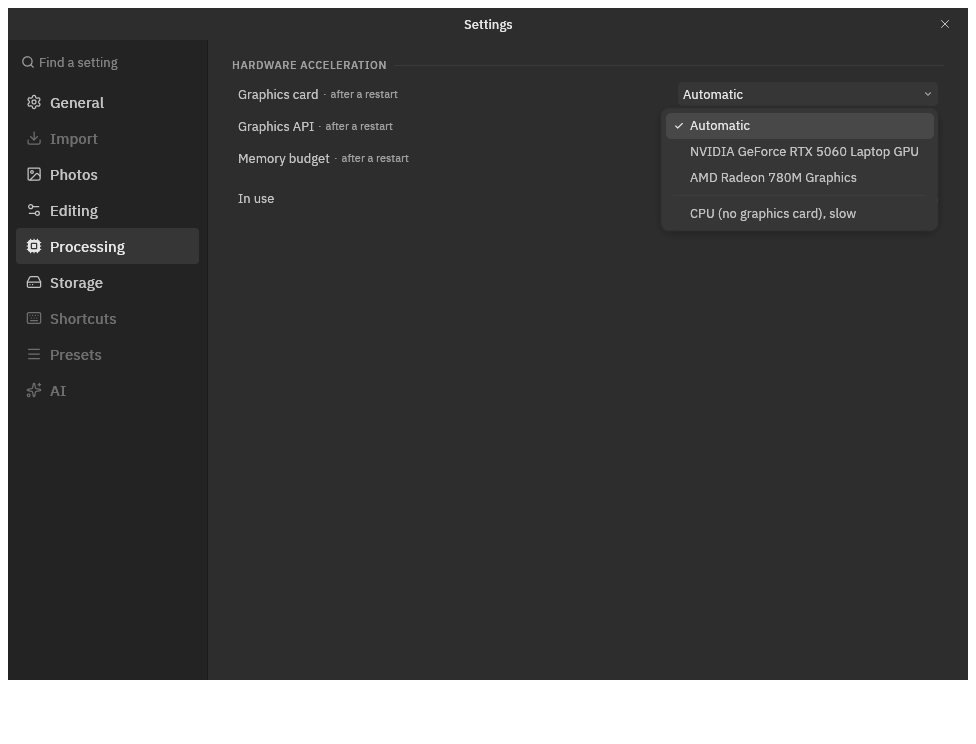 Settings
Find a setting
General
Import
Photos
Editing
Processing
Storage
Shortcuts
Presets
AI
HARDWARE ACCELERATION
Graphics card · after a restart
Automatic
Graphics API · after a restart
Memory budget · after a restart
In use
Automatic
NVIDIA GeForce RTX 5060 Laptop GPU
AMD Radeon 780M Graphics
CPU (no graphics card), slow